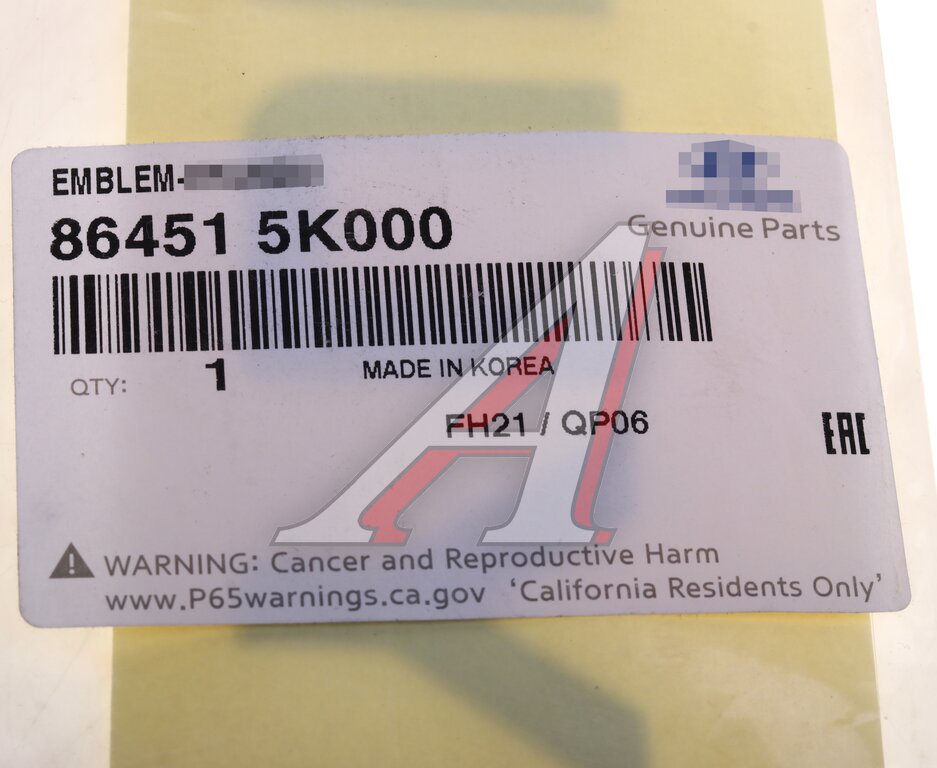 EMBLEM-
86451 5K000
Genuine Parts
QTY: 1 MADE IN KOREA
FH21 / QP06
EAC
WARNING: Cancer and Reproductive Harm
www.P65warnings.ca.gov 'California Residents Only'